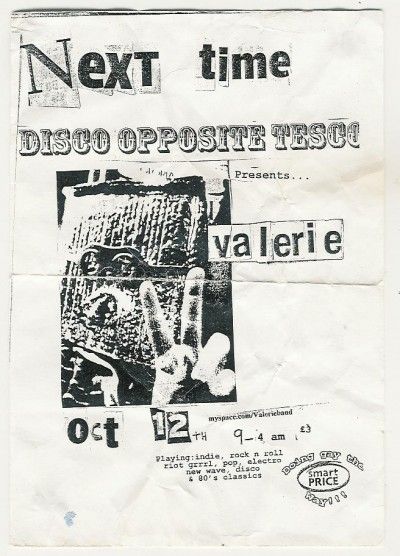 Next time
DISCO OPPOSITE TESCO
Presents...
valerie
myspace.com/Valerieband
oct 12TH 9-4 am £3
Playing:indie, rock n roll
riot grrrl, pop, electro
new wave, disco
& 80's classics
Doing gay the
smart
PRICE
way!!!